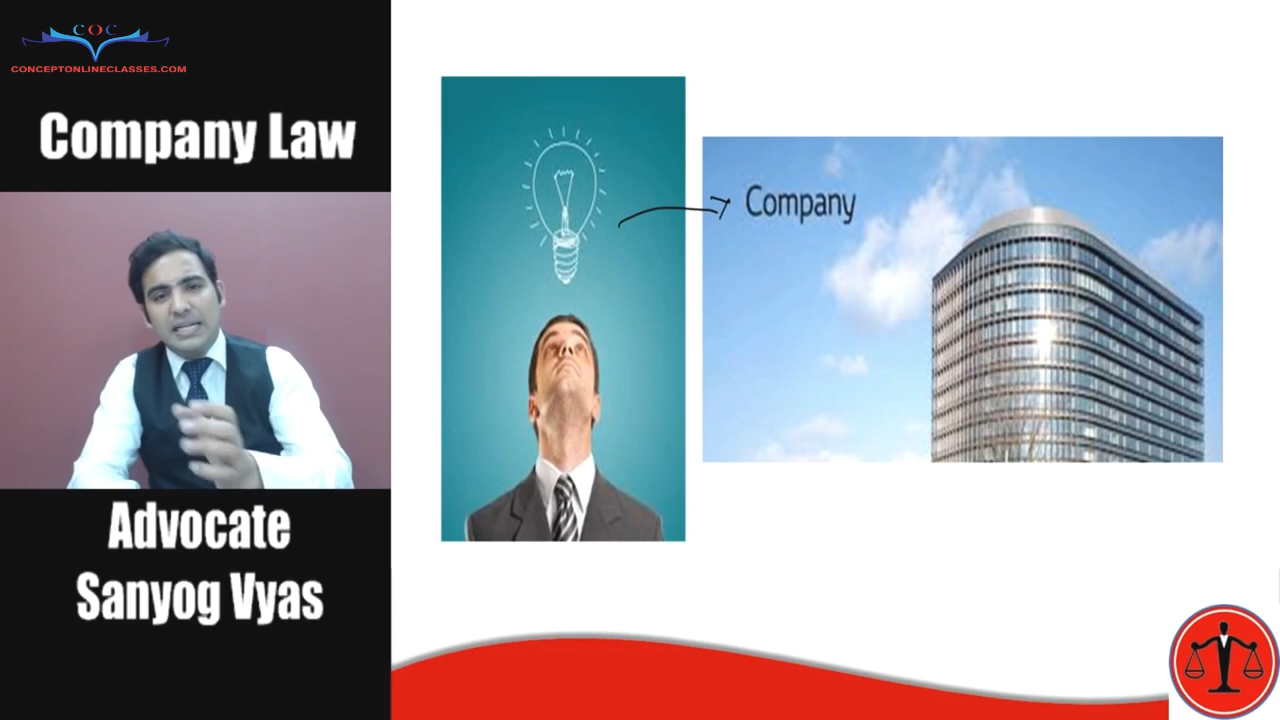 COC
CONCEPTONLINECLASSES.COM
Company Law
Advocate
Sanyog Vyas
Company